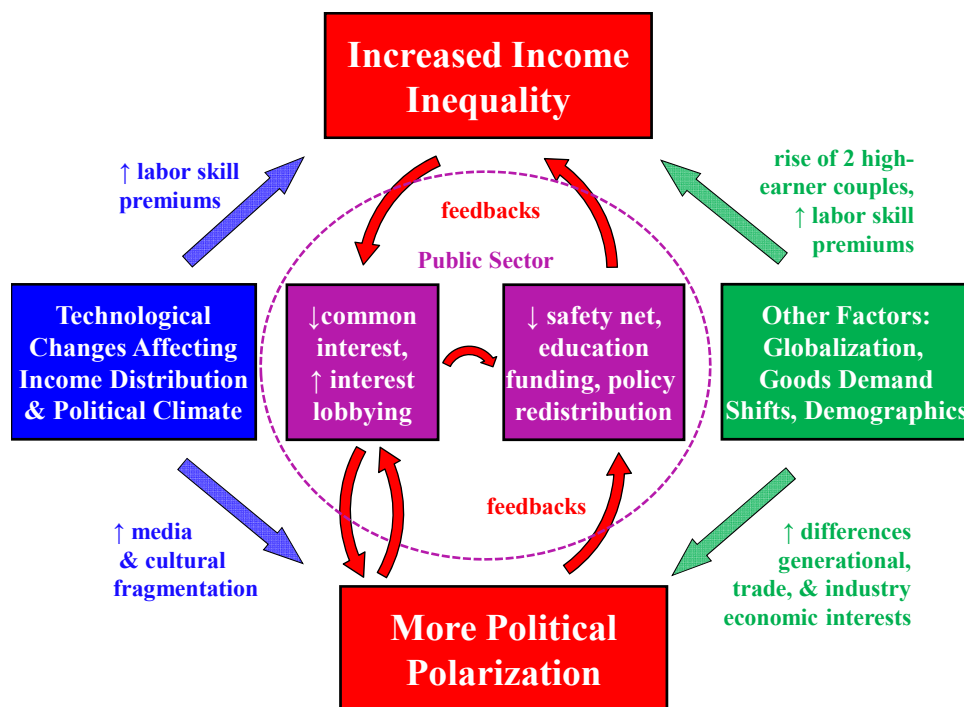 Increased Income
Inequality
↑ labor skill
premiums
rise of 2 high-
earner couples,
↑ labor skill
premiums
feedbacks
Public Sector
Technological
Changes Affecting
Income Distribution
& Political Climate
↓common
interest,
↑ interest
lobbying
↓ safety net,
education
funding, policy
redistribution
Other Factors:
Globalization,
Goods Demand
Shifts, Demographics
↑ media
& cultural
fragmentation
feedbacks
↑ differences
generational,
trade, & industry
economic interests
More Political
Polarization